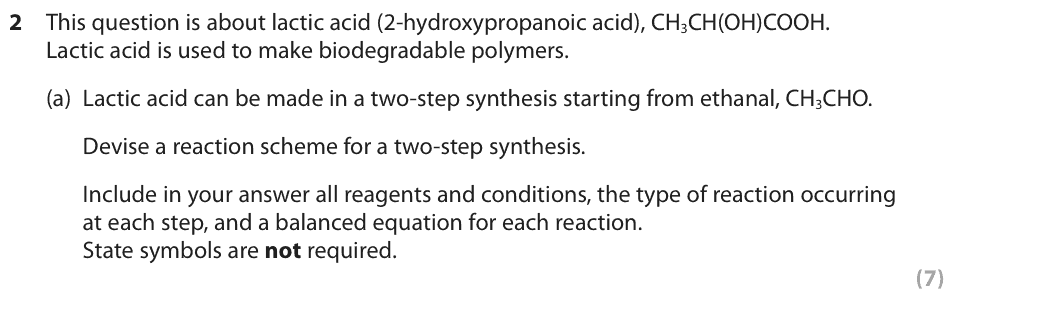 2 This question is about lactic acid (2-hydroxypropanoic acid), CH₃CH(OH)COOH.
Lactic acid is used to make biodegradable polymers.
(a) Lactic acid can be made in a two-step synthesis starting from ethanal, CH₃CHO.
Devise a reaction scheme for a two-step synthesis.
Include in your answer all reagents and conditions, the type of reaction occurring
at each step, and a balanced equation for each reaction.
State symbols are not required.
(7)